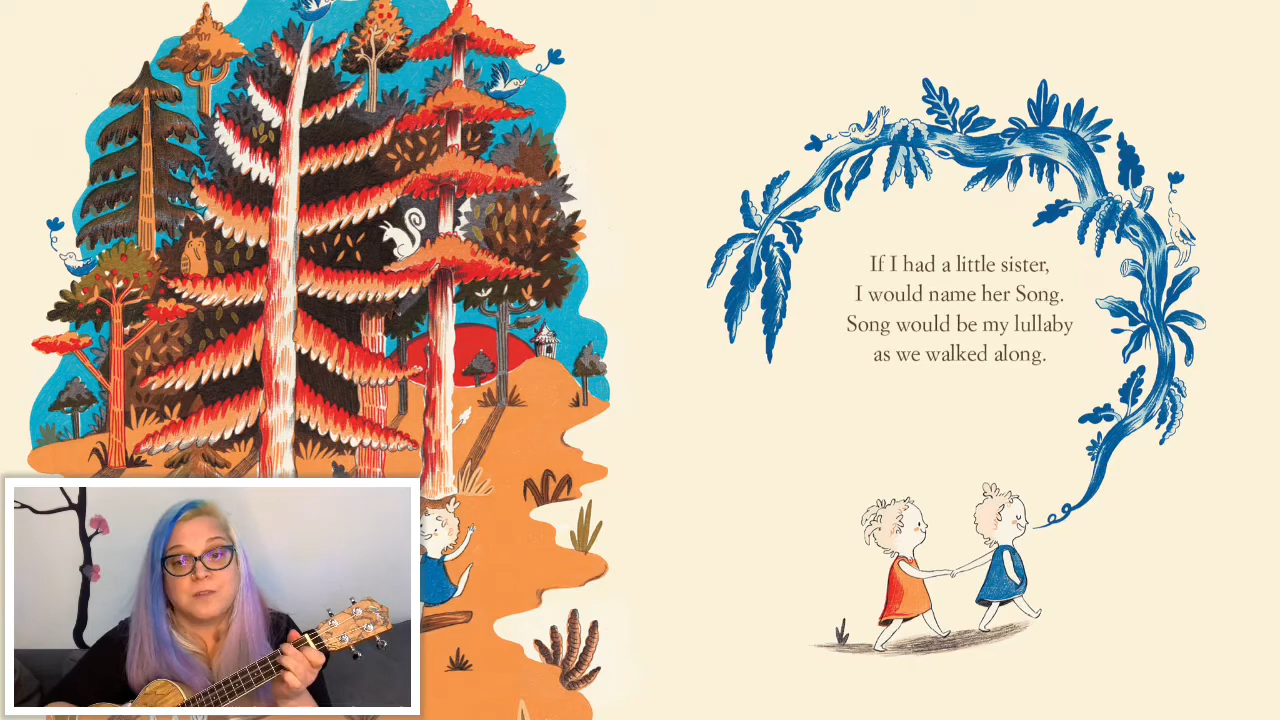 If I had a little sister,
I would name her Song.
Song would be my lullaby
as we walked along.